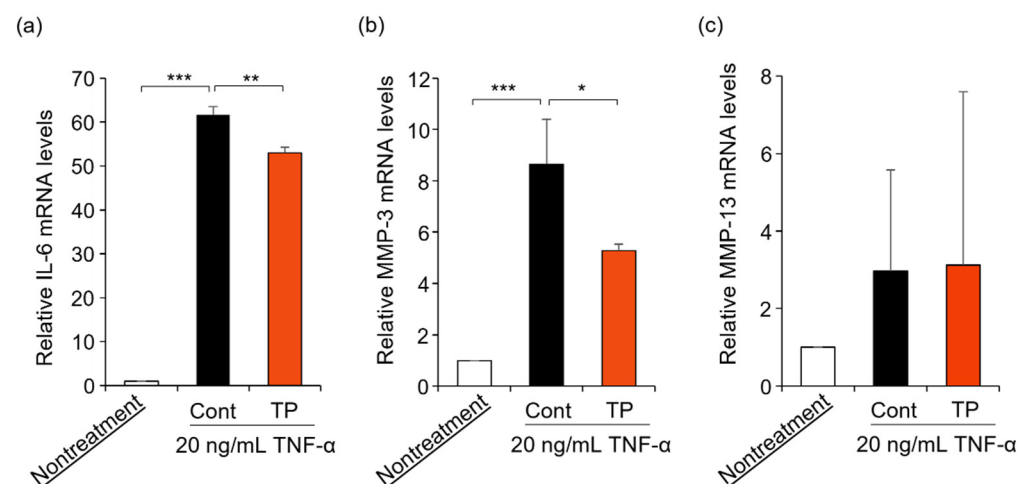 (a)
Relative IL-6 mRNA levels
70
60
50
40
30
20
10
0
***
**
Nontreatment
Cont
TP
20 ng/mL TNF-α
(b)
Relative MMP-3 mRNA levels
12
10
8
6
4
2
0
***
*
Nontreatment
Cont
TP
20 ng/mL TNF-α
(c)
Relative MMP-13 mRNA levels
8
6
4
2
0
Nontreatment
Cont
TP
20 ng/mL TNF-α